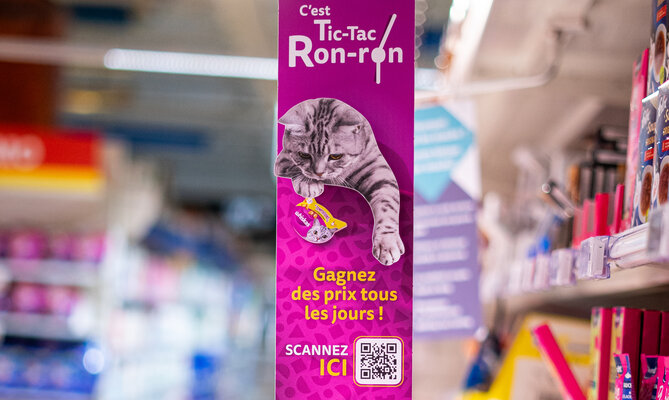 C'est
Tic-Tac
Ron-ron
Gagnez
des prix tous
les jours !
SCANNEZ
ICI